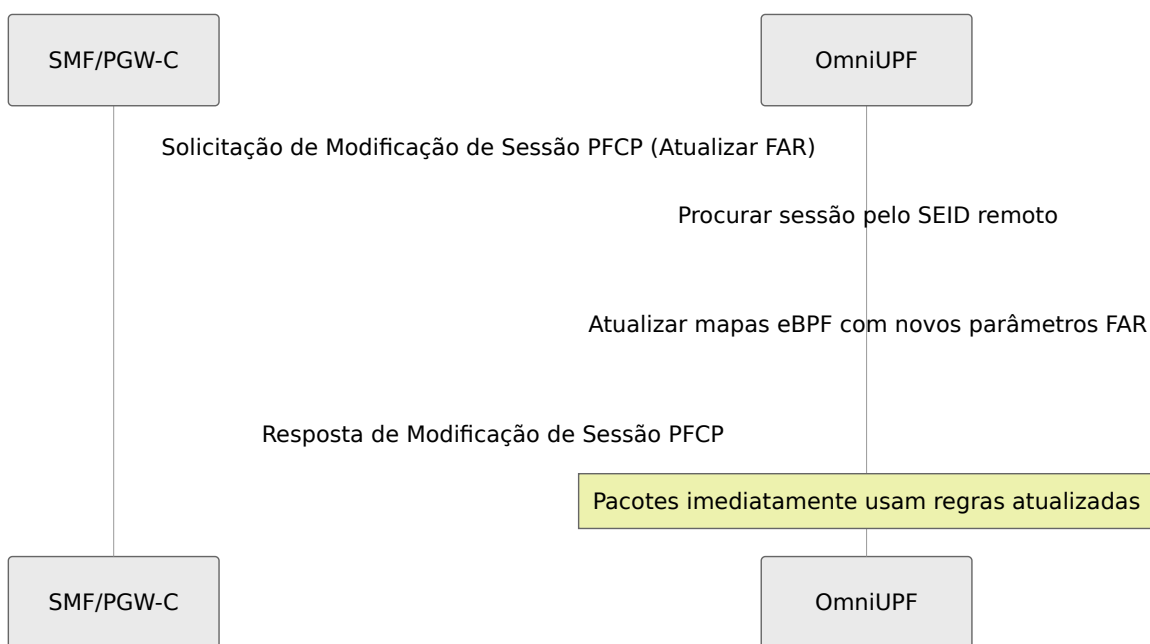 SMF/PGW-C
OmniUPF
Solicitação de Modificação de Sessão PFCP (Atualizar FAR)
Procurar sessão pelo SEID remoto
Atualizar mapas eBPF com novos parâmetros FAR
Resposta de Modificação de Sessão PFCP
Pacotes imediatamente usam regras atualizadas
SMF/PGW-C
OmniUPF